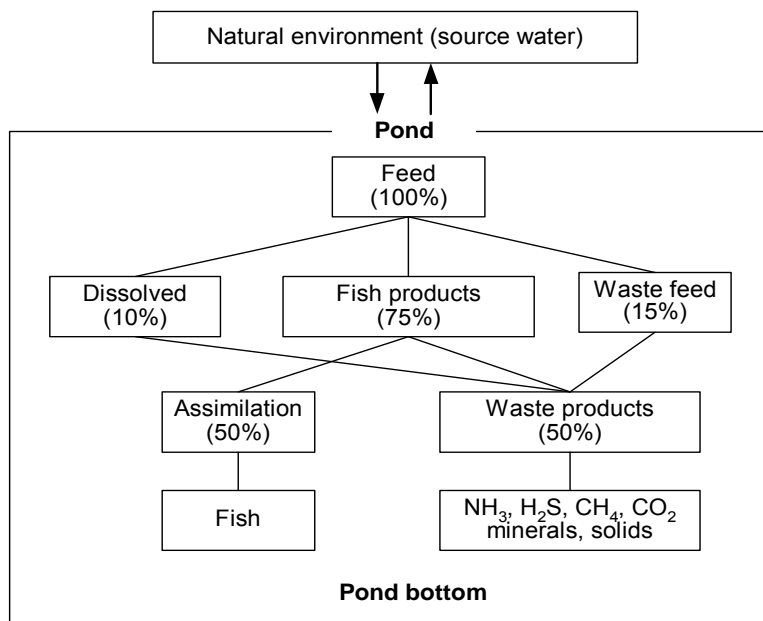 Natural environment (source water)
Pond
Feed
(100%)
Dissolved
(10%)
Fish products
(75%)
Waste feed
(15%)
Assimilation
(50%)
Waste products
(50%)
Fish
NH₃, H₂S, CH₄, CO₂
minerals, solids
Pond bottom